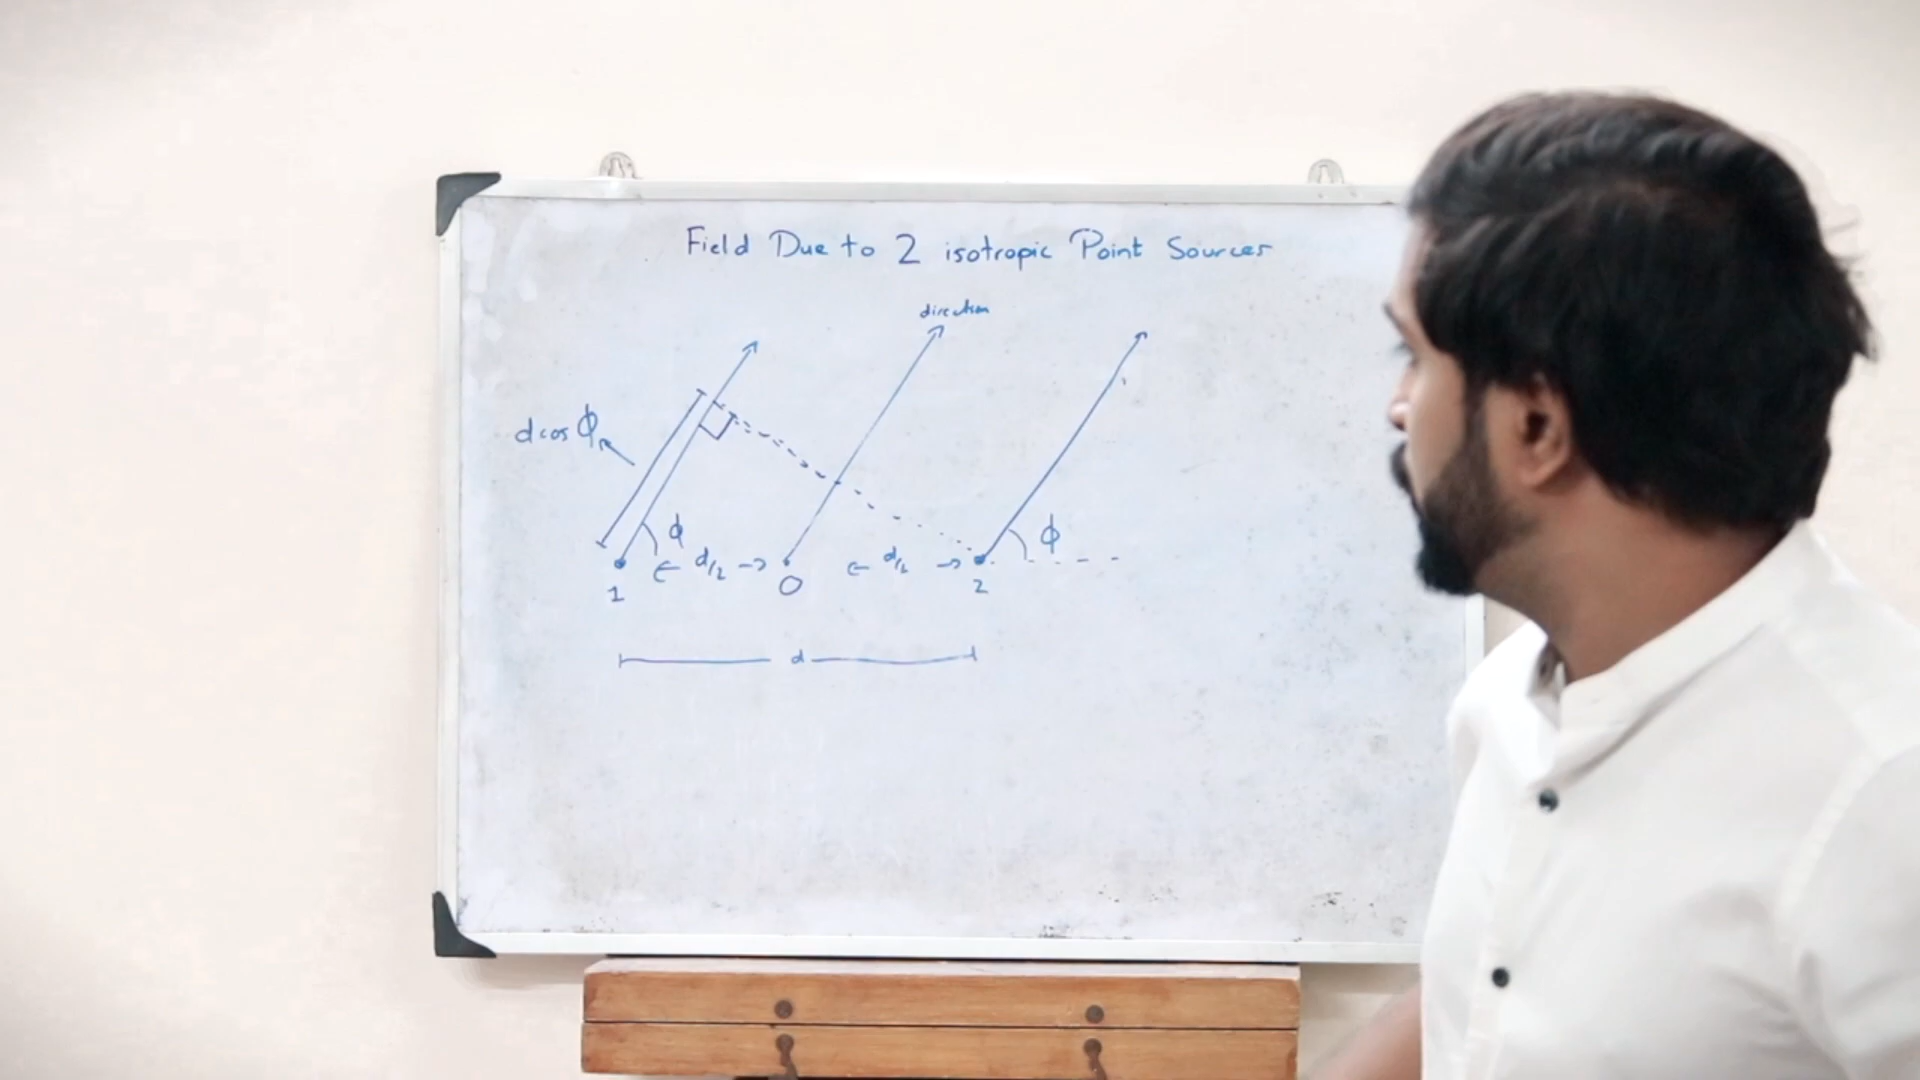 Field Due to 2 isotropic Point Sources
direction
d cos ϕ
ϕ
ϕ
← d/2 →
← d/2 →
1
O
2
d